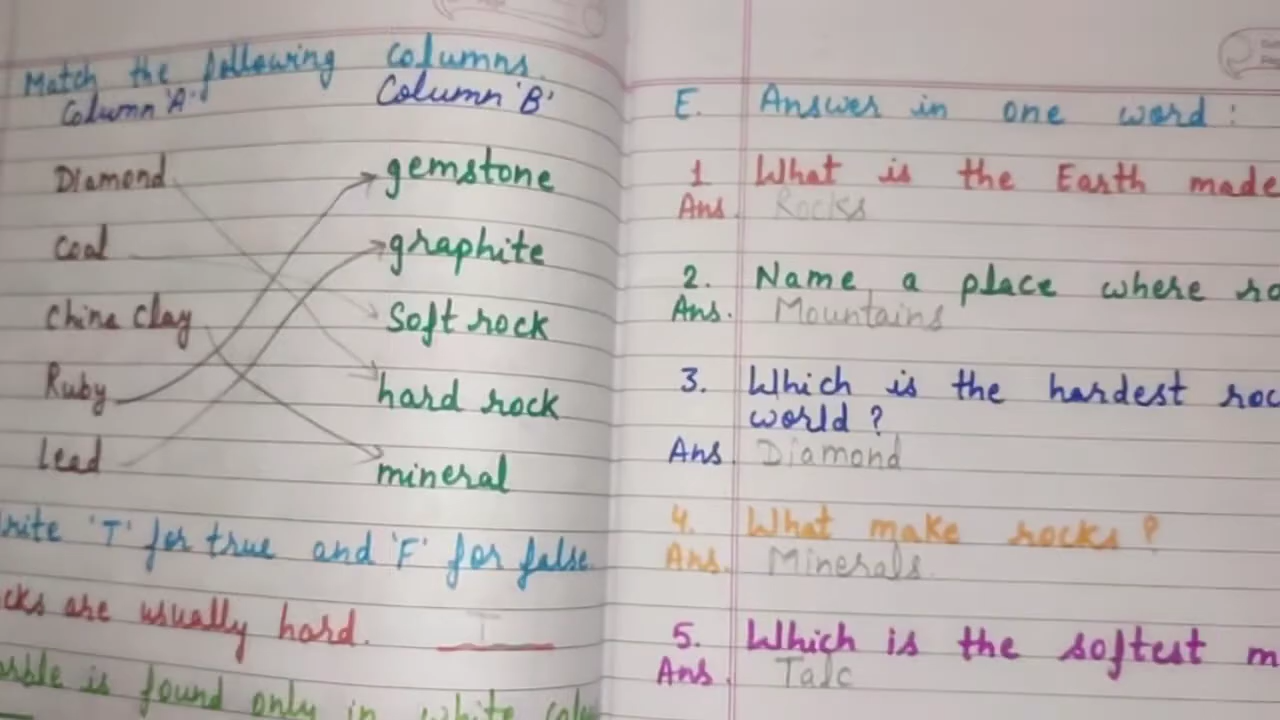 Match the following columns.
Column 'A' Column 'B'
Diamond gemstone
Coal graphite
China Clay Soft rock
Ruby hard rock
Lead mineral
'T' for true and 'F' for false
are usually hard. T
is found only in white
E. Answer in one word :
1 What is the Earth made
Ans. Rocks
2. Name a place where
Ans. Mountains
3. Which is the hardest
world ?
Ans. Diamond
4. What make rocks ?
Ans. Minerals.
5. Which is the softest
Ans. Talc